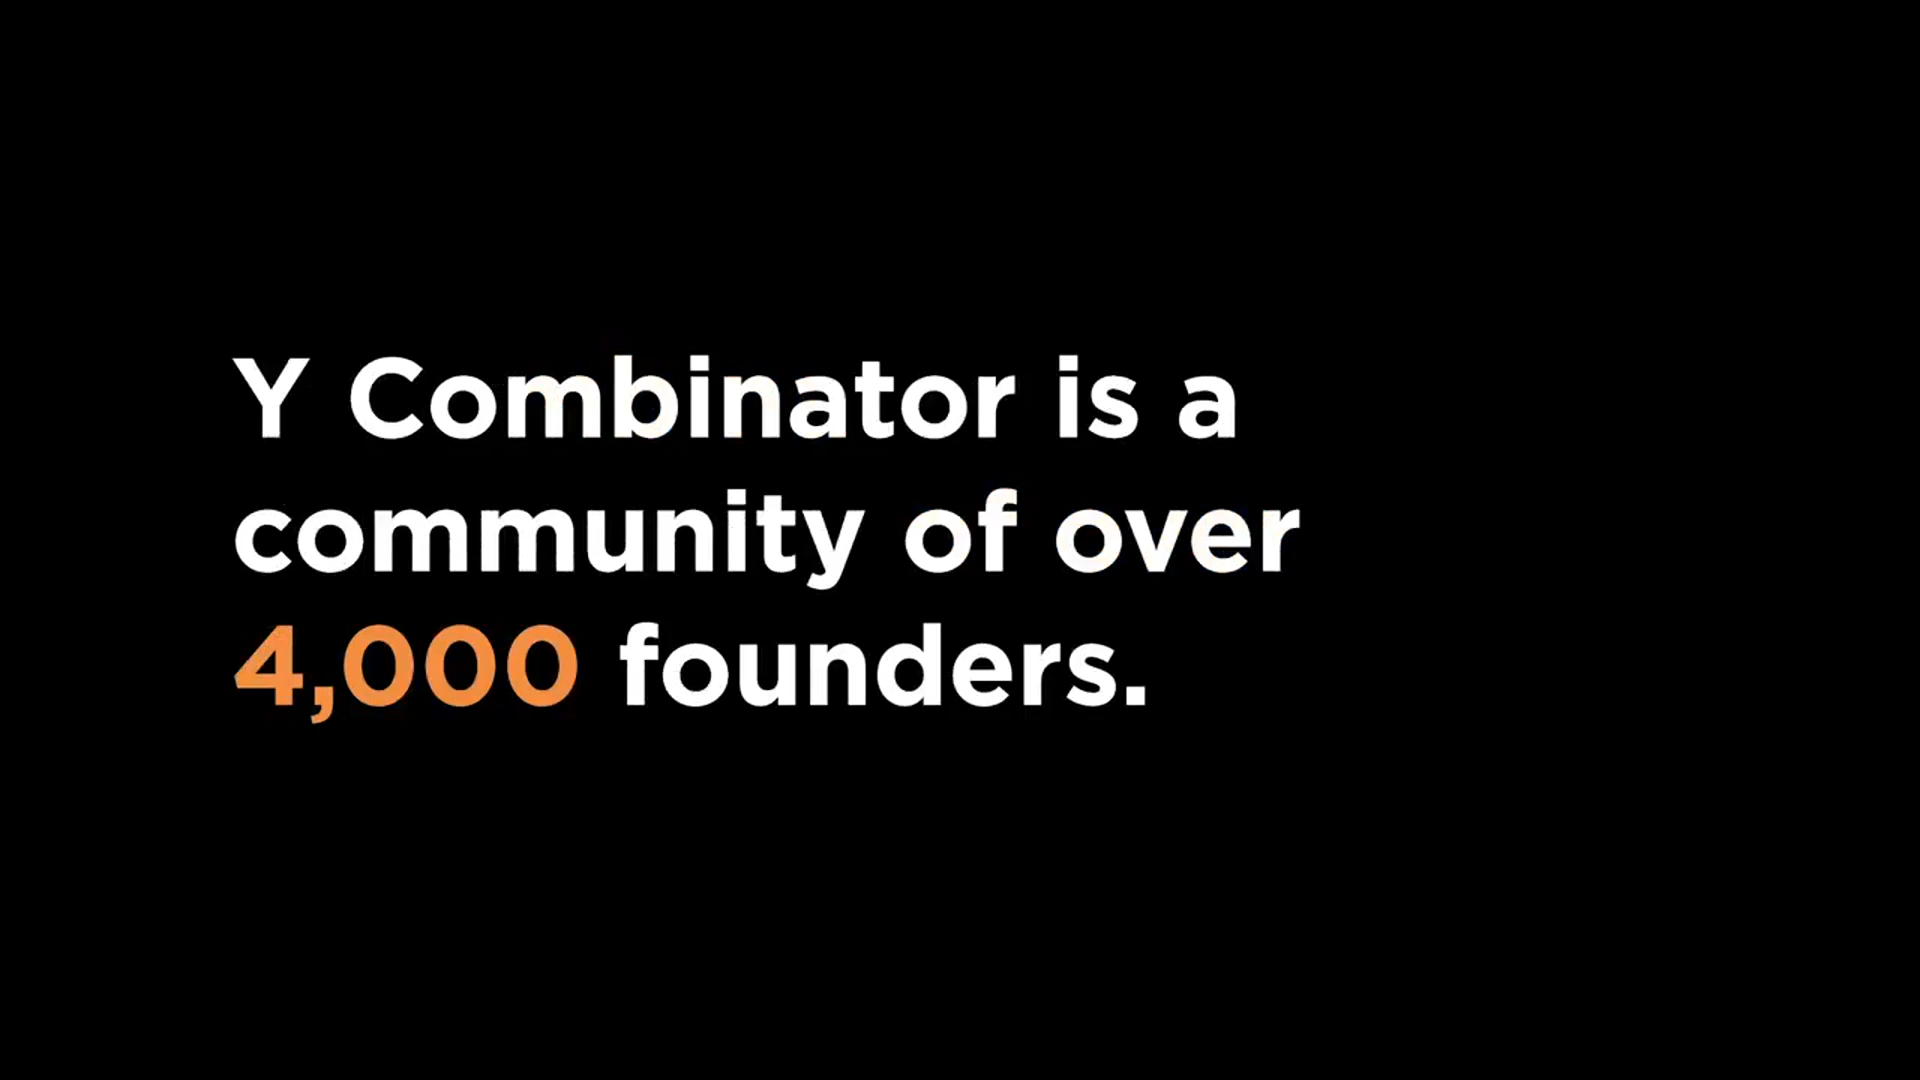 Y Combinator is a
community of over
4,000 founders.